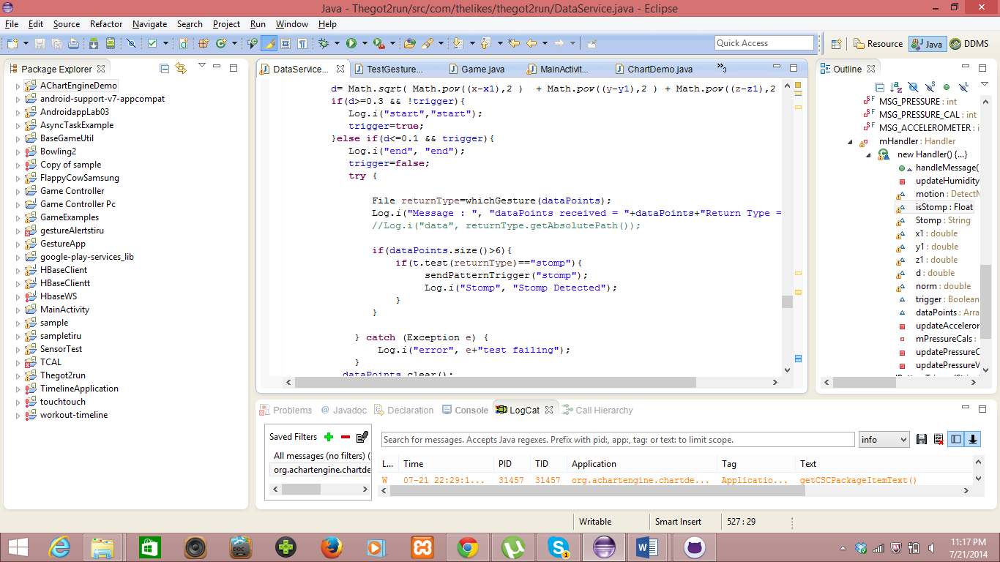 Java - Thegot2run/src/com/thelikes/thegot2run/DataService.java - Eclipse
File Edit Source Refactor Navigate Search Project Run Window Help
Quick Access
Resource Java DDMS
Package Explorer
AChartEngineDemo
android-support-v7-appcompat
AndroidappLab03
AsyncTaskExample
BaseGameUtil
Bowling2
Copy of sample
FlappyCowSamsung
Game Controller
Game Controller Pc
GameExamples
gestureAlertstiru
GestureApp
google-play-services_lib
HBaseClient
HBaseClientt
HbaseWS
MainActivity
sample
sampletiru
SensorTest
TCAL
Thegot2run
TimelineApplication
touchtouch
workout-timeline
DataService... TestGesture... Game.java MainActivit... ChartDemo.java »3
d= Math.sqrt( Math.pow((x-x1),2 )  + Math.pow((y-y1),2 ) + Math.pow((z-z1),2
if(d>=0.3 && !trigger){
Log.i("start","start");
trigger=true;
}else if(d<=0.1 && trigger){
Log.i("end", "end");
trigger=false;
try {
File returnType=whichGesture(dataPoints);
Log.i("Message : ", "dataPoints received = "+dataPoints+"Return Type =
//Log.i("data", returnType.getAbsolutePath());
if(dataPoints.size()>6){
if(t.test(returnType)=="stomp"){
sendPatternTrigger("stomp");
Log.i("Stomp", "Stomp Detected");
}
}
} catch (Exception e) {
Log.i("error", e+"test failing");
}
dataPoints.clear();
Outline
MSG_PRESSURE : int
MSG_PRESSURE_CAL : int
MSG_ACCELEROMETER : i
mHandler : Handler
new Handler() {...}
handleMessage(
updateHumidity
motion : DetectM
isStomp : Float
Stomp : String
x1 : double
y1 : double
z1 : double
d : double
norm : double
trigger : Boolean
dataPoints : Arra
updateAcceleror
mPressureCals :
updatePressureC
updatePressureV
Problems Javadoc Declaration Console LogCat Call Hierarchy
Saved Filters
All messages (no filters) (
org.achartengine.chartde
Search for messages. Accepts Java regexes. Prefix with pid:, app:, tag: or text: to limit scope.
info
L... Time PID TID Application Tag Text
W 07-21 22:29:1... 31457 31457 org.achartengine.chartde... Applicatio... getCSCPackageItemText()
Writable Smart Insert 527 : 29
11:17 PM
7/21/2014